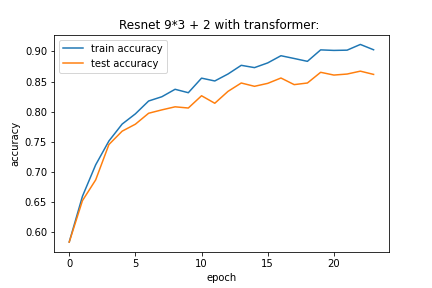 Resnet 9*3 + 2 with transformer:
train accuracy
test accuracy
accuracy
0.90
0.85
0.80
0.75
0.70
0.65
0.60
0
5
10
15
20
epoch